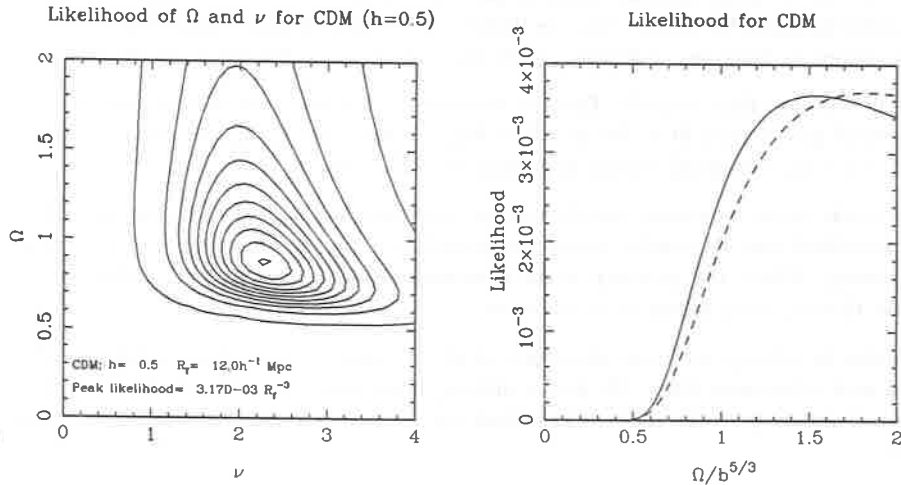 Likelihood of Ω and ν for CDM (h=0.5)
2
1.5
1
0.5
0
Ω
CDM; h= 0.5 R_f= 12.0h^-1 Mpc
Peak likelihood= 3.17D-03 R_f^-3
0 1 2 3 4
ν
Likelihood for CDM
4×10^-3
3×10^-3
2×10^-3
10^-3
0
Likelihood
0 0.5 1 1.5 2
Ω/b^5/3